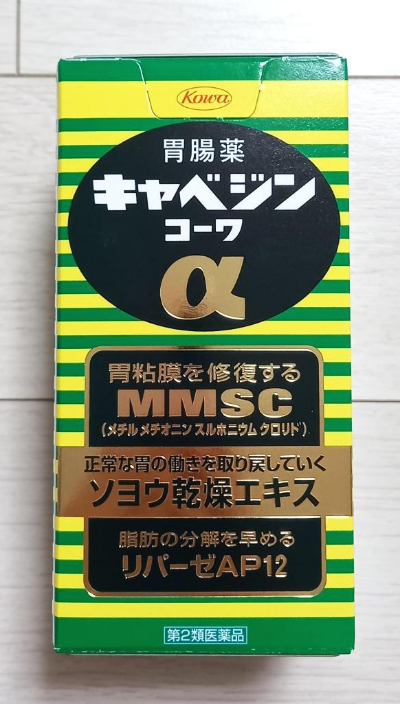 Kowa
胃腸薬
キャベジン
コーワ
α
胃粘膜を修復する
MMSC
(メチルメチオニンスルホニウムクロリド)
正常な胃の働きを取り戻していく
ソヨウ乾燥エキス
脂肪の分解を早める
リパーゼAP12
第2類医薬品